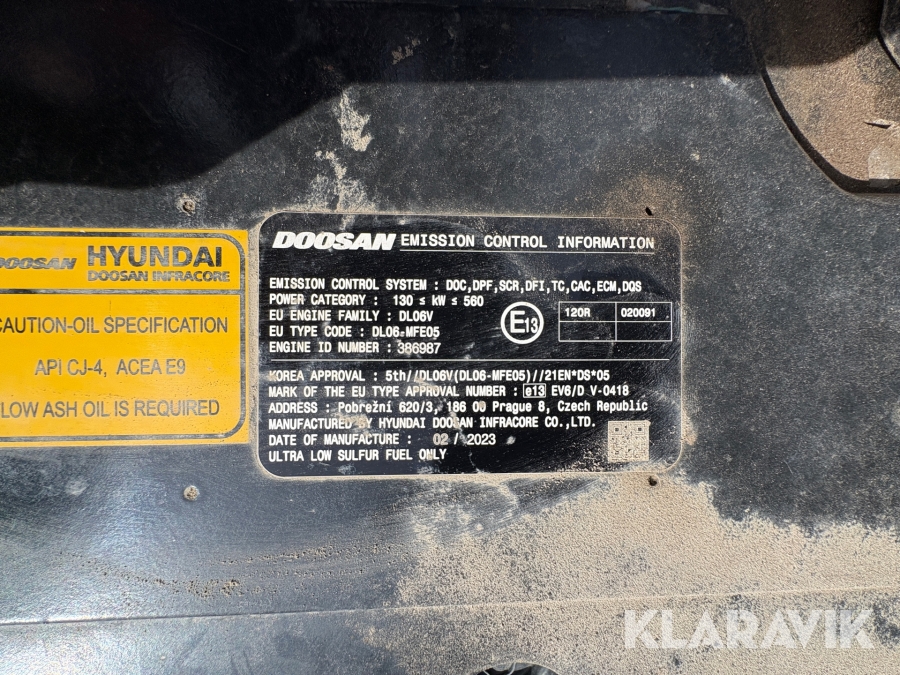 DOOSAN HYUNDAI
DOOSAN INFRACORE
CAUTION-OIL SPECIFICATION
API CJ-4, ACEA E9
LOW ASH OIL IS REQUIRED
DOOSAN EMISSION CONTROL INFORMATION
EMISSION CONTROL SYSTEM : DOC,DPF,SCR,DFI,TC,CAC,ECM,DQS
POWER CATEGORY : 130 ≤ kW ≤ 560
EU ENGINE FAMILY : DL06V
EU TYPE CODE : DL06-MFE05
ENGINE ID NUMBER : 386987
E13
120R 020091
KOREA APPROVAL : 5th//DL06V(DL06-MFE05)//21EN*DS*05
MARK OF THE EU TYPE APPROVAL NUMBER : e13 EV6/D V-0418
ADDRESS : Pobrežní 620/3, 186 00 Prague 8, Czech Republic
MANUFACTURED BY HYUNDAI DOOSAN INFRACORE CO.,LTD.
DATE OF MANUFACTURE : 02 / 2023
ULTRA LOW SULFUR FUEL ONLY
KLARAVIK